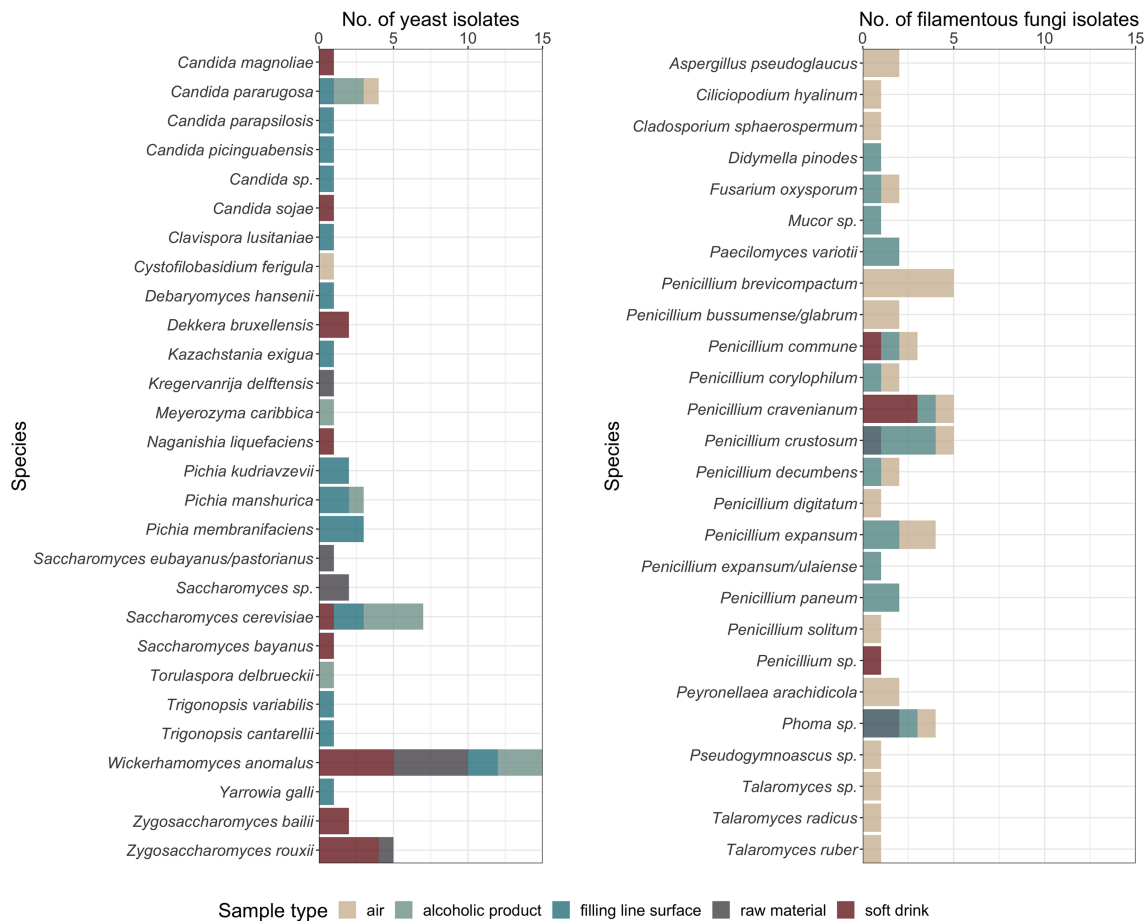 No. of yeast isolates
0 5 10 15
Species
Candida magnoliae
Candida pararugosa
Candida parapsilosis
Candida picinguabensis
Candida sp.
Candida sojae
Clavispora lusitaniae
Cystofilobasidium ferigula
Debaryomyces hansenii
Dekkera bruxellensis
Kazachstania exigua
Kregervanrija delftensis
Meyerozyma caribbica
Naganishia liquefaciens
Pichia kudriavzevii
Pichia manshurica
Pichia membranifaciens
Saccharomyces eubayanus/pastorianus
Saccharomyces sp.
Saccharomyces cerevisiae
Saccharomyces bayanus
Torulaspora delbrueckii
Trigonopsis variabilis
Trigonopsis cantarellii
Wickerhamomyces anomalus
Yarrowia galli
Zygosaccharomyces bailii
Zygosaccharomyces rouxii
No. of filamentous fungi isolates
0 5 10 15
Species
Aspergillus pseudoglaucus
Ciliciopodium hyalinum
Cladosporium sphaerospermum
Didymella pinodes
Fusarium oxysporum
Mucor sp.
Paecilomyces variotii
Penicillium brevicompactum
Penicillium bussumense/glabrum
Penicillium commune
Penicillium corylophilum
Penicillium cravenianum
Penicillium crustosum
Penicillium decumbens
Penicillium digitatum
Penicillium expansum
Penicillium expansum/ulaiense
Penicillium paneum
Penicillium solitum
Penicillium sp.
Peyronellaea arachidicola
Phoma sp.
Pseudogymnoascus sp.
Talaromyces sp.
Talaromyces radicus
Talaromyces ruber
Sample type air alcoholic product filling line surface raw material soft drink